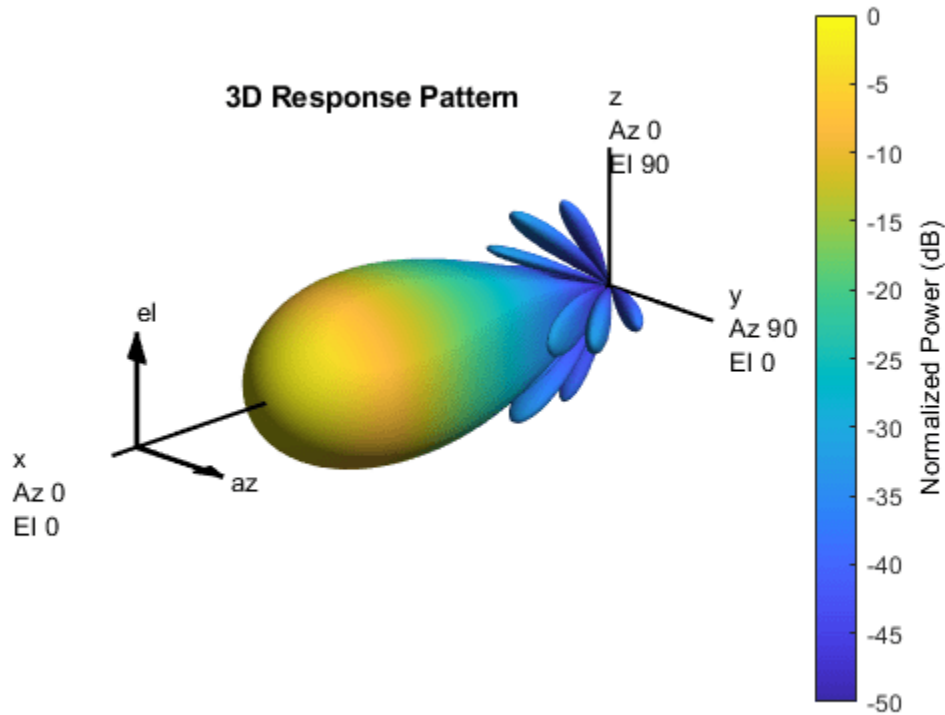 3D Response Pattern
z
Az 0
El 90
el
y
Az 90
El 0
x
Az 0
El 0
az
0
-5
-10
-15
-20
-25
-30
-35
-40
-45
-50
Normalized Power (dB)